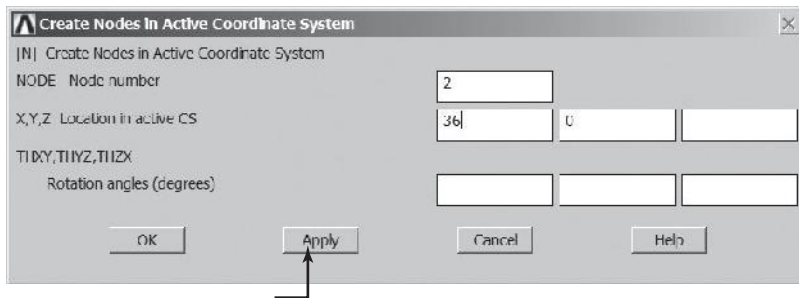 Create Nodes in Active Coordinate System
[N] Create Nodes in Active Coordinate System
NODE Node number 2
X,Y,Z Location in active CS 36 0
THXY,THYZ,THZX
Rotation angles (degrees)
OK Apply Cancel Help